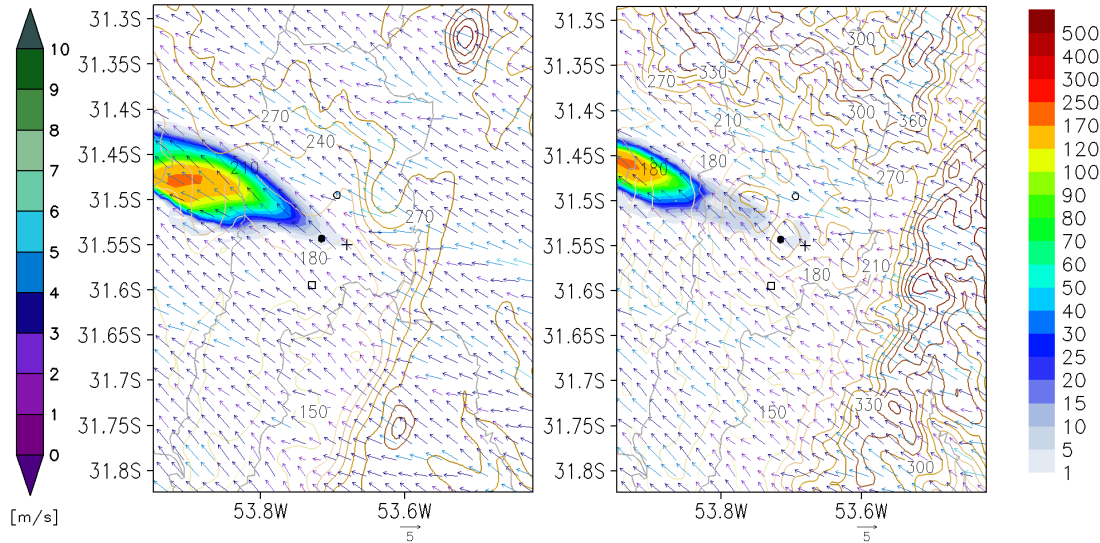 10
9
8
7
6
5
4
3
2
1
0
[m/s]
31.3S
31.35S
31.4S
31.45S
31.5S
31.55S
31.6S
31.65S
31.7S
31.75S
31.8S
270
240
210
270
180
150
53.8W
53.6W
5
31.3S
31.35S
31.4S
31.45S
31.5S
31.55S
31.6S
31.65S
31.7S
31.75S
31.8S
300
330
270
210
300
360
180
180
270
210
180
150
330
300
53.8W
53.6W
5
500
400
300
250
170
120
100
90
80
70
60
50
40
30
25
20
15
10
5
1